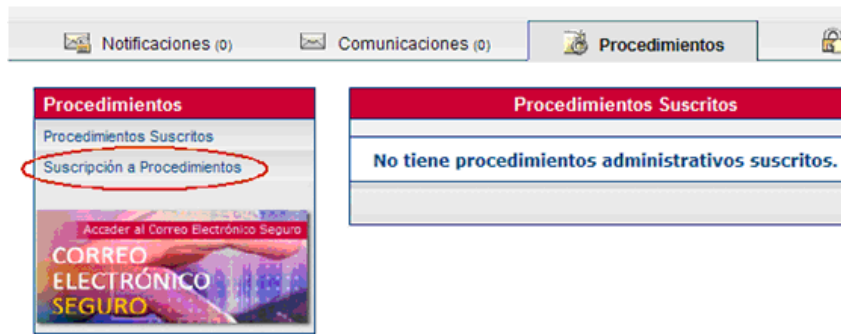 Notificaciones (0)
Comunicaciones (0)
Procedimientos
Procedimientos
Procedimientos Suscritos
Suscripción a Procedimientos
Acceder al Correo Electrónico Seguro
CORREO
ELECTRÓNICO
SEGURO
Procedimientos Suscritos
No tiene procedimientos administrativos suscritos.